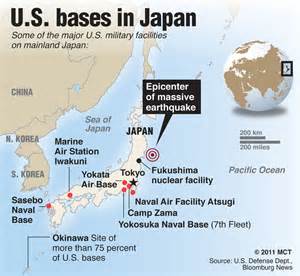 U.S. bases in Japan
Some of the major U.S. military facilities
on mainland Japan:
Epicenter
of massive
earthquake
CHINA
N. KOREA
S. KOREA
Sea of
Japan
JAPAN
200 km
200 miles
Marine
Air Station
Iwakuni
Yokata
Air Base
Tokyo
Fukushima
nuclear facility
Pacific Ocean
Sasebo
Naval
Base
Naval Air Facility Atsugi
Camp Zama
Yokosuka Naval Base (7th Fleet)
Okinawa Site of
more than 75 percent
of U.S. bases
© 2011 MCT
Source: U.S. Defense Dept.,
Bloomberg News